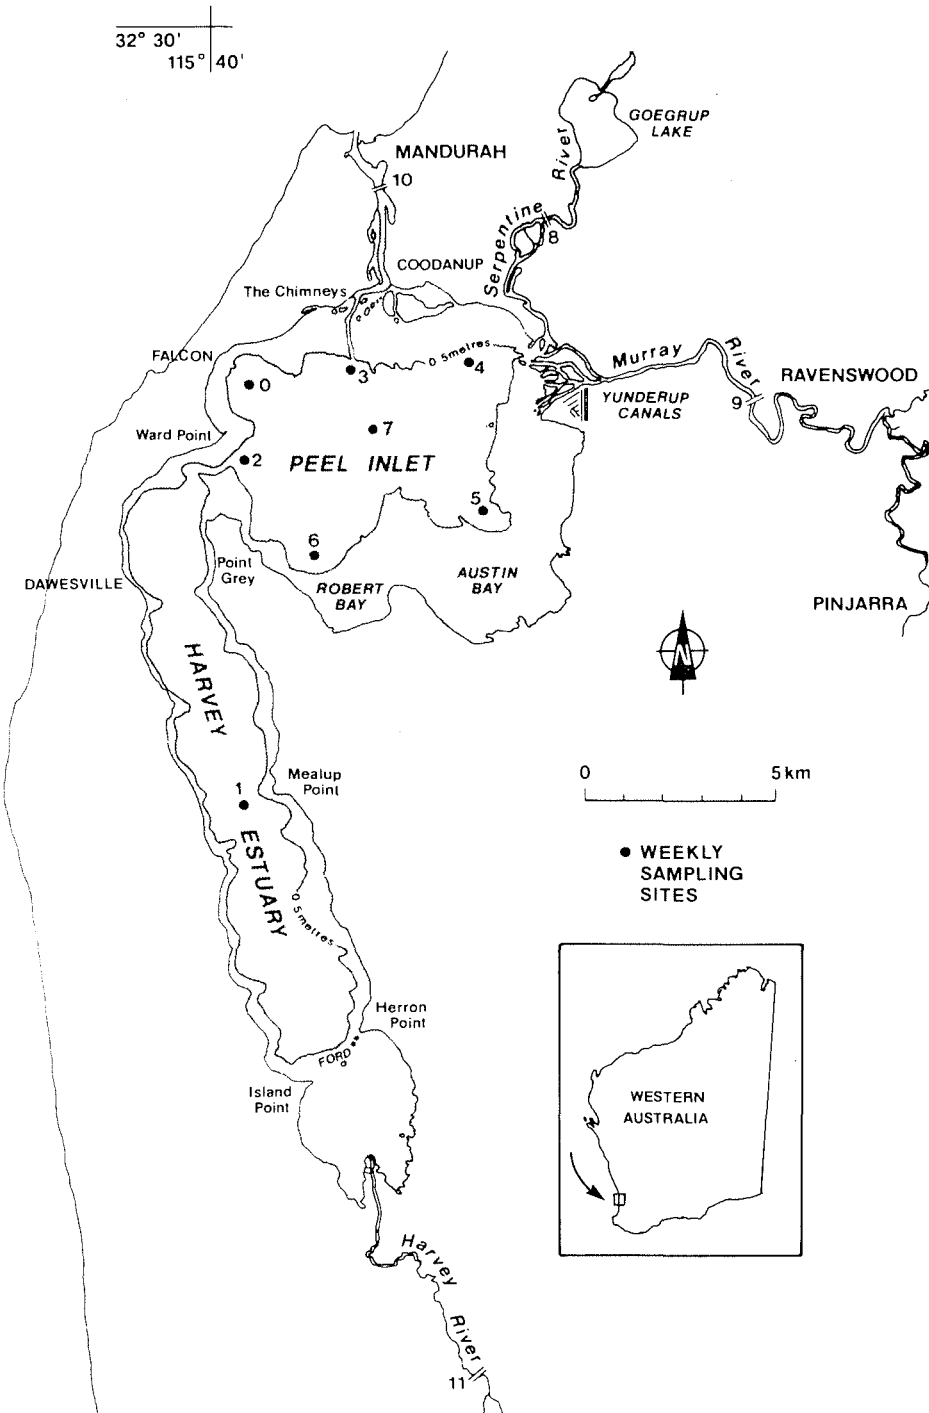 32° 30'
115° 40'
GOEGRUP
LAKE
MANDURAH
10
River
Serpentine
8
COODANUP
The Chimneys
FALCON
0.5metres
4
3
0
Murray
River
RAVENSWOOD
9
YUNDERUP
CANALS
Ward Point
7
2
PEEL INLET
5
6
Point
Grey
DAWESVILLE
ROBERT
BAY
AUSTIN
BAY
PINJARRA
N
HARVEY
ESTUARY
Mealup
Point
1
0 5 km
WEEKLY
SAMPLING
SITES
0.5metres
Herron
Point
FORD
Island
Point
WESTERN
AUSTRALIA
Harvey
River
11